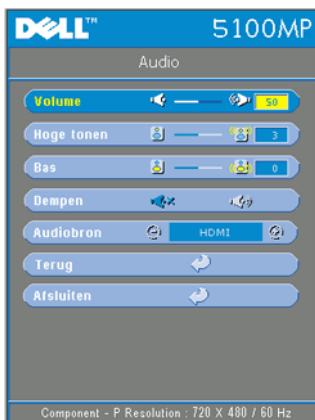 DELL™ 5100MP
Audio
Volume 50
Hoge tonen 3
Bas 0
Dempen
Audiobron HDMI
Terug
Afsluiten
Component - P Resolution : 720 X 480 / 60 Hz